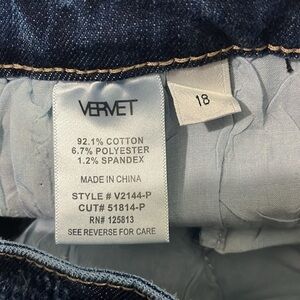 VERVET
18
92.1% COTTON
6.7% POLYESTER
1.2% SPANDEX
MADE IN CHINA
STYLE # V2144-P
CUT# 51814-P
RN# 125813
SEE REVERSE FOR CARE